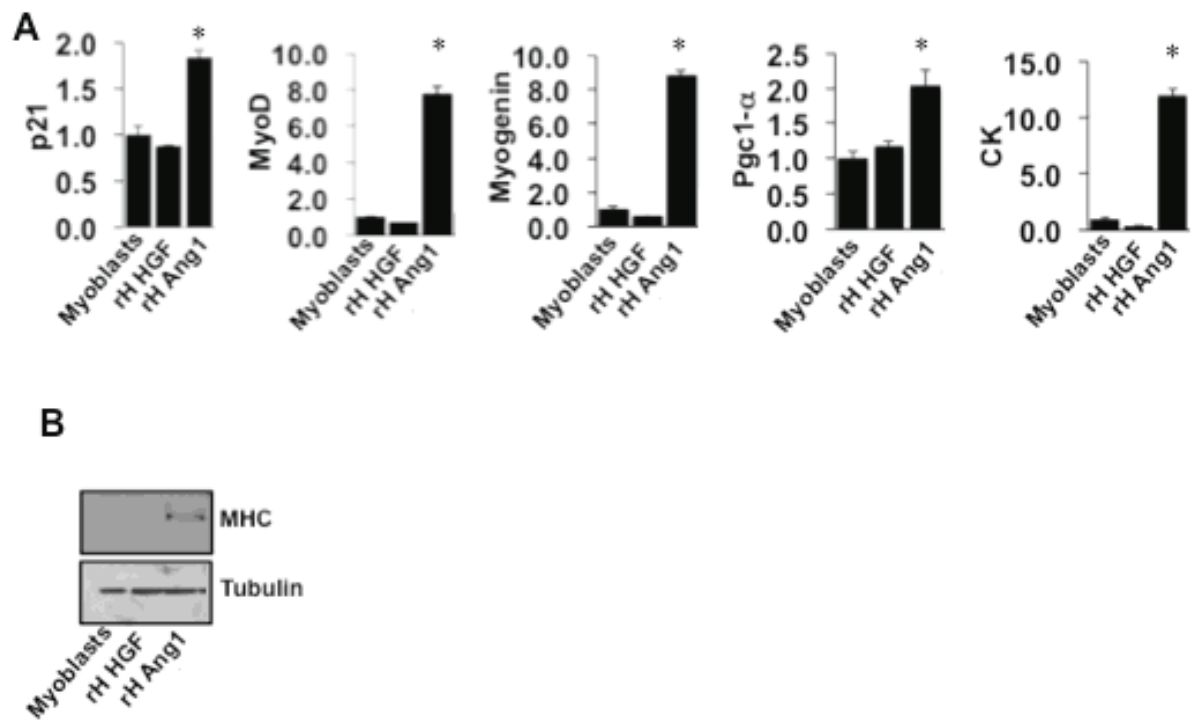 A
p21
2.0
1.5
1.0
0.5
0.0
*
Myoblasts
rH HGF
rH Ang1
MyoD
10.0
8.0
6.0
4.0
2.0
0.0
*
Myoblasts
rH HGF
rH Ang1
Myogenin
10.0
8.0
6.0
4.0
2.0
0.0
*
Myoblasts
rH HGF
rH Ang1
Pgc1-α
2.5
2.0
1.5
1.0
0.5
0.0
*
Myoblasts
rH HGF
rH Ang1
CK
15.0
10.0
5.0
0.0
*
Myoblasts
rH HGF
rH Ang1
B
MHC
Tubulin
Myoblasts
rH HGF
rH Ang1